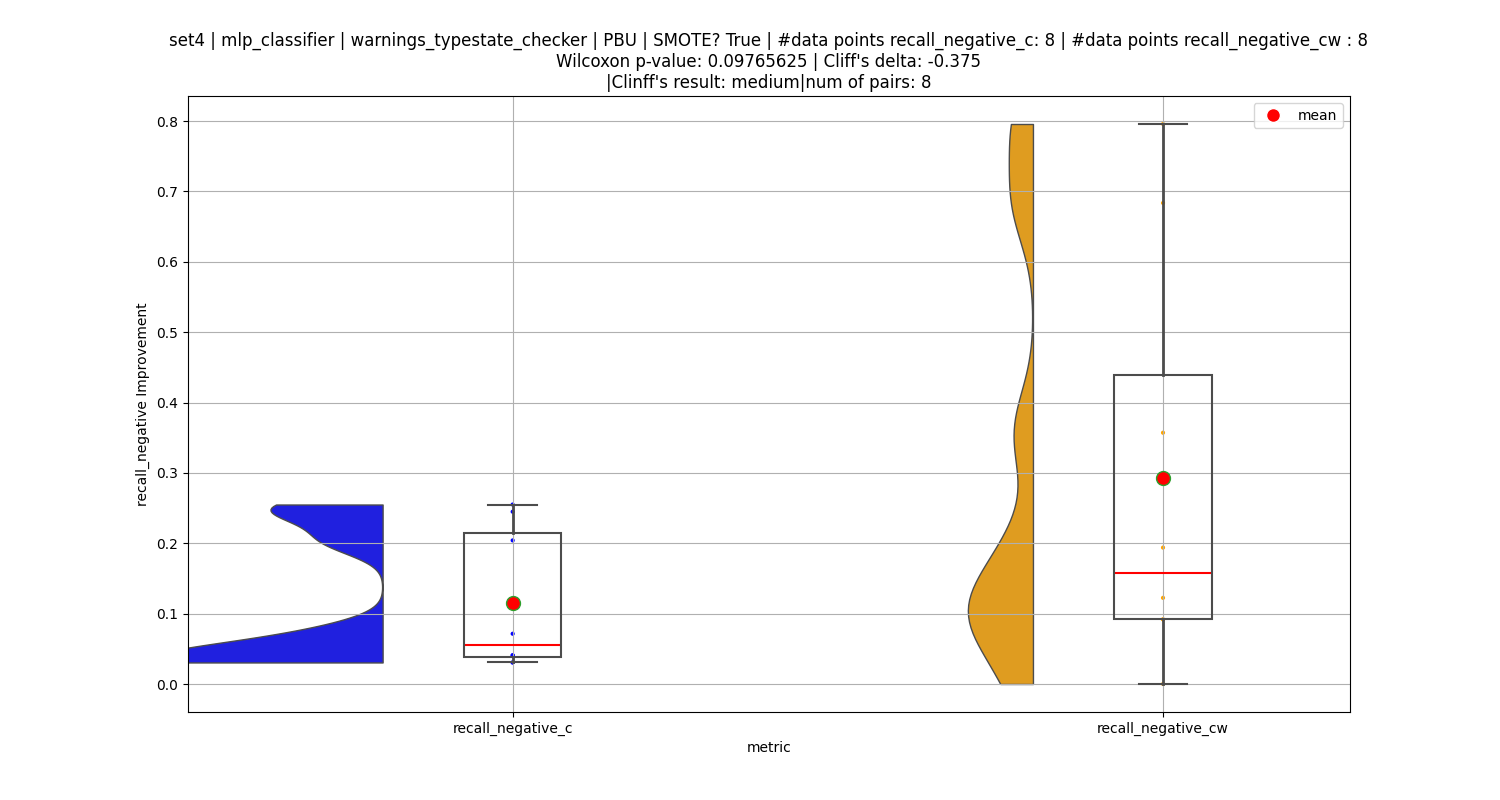 set4 | mlp_classifier | warnings_typestate_checker | PBU | SMOTE? True | #data points recall_negative_c: 8 | #data points recall_negative_cw : 8
Wilcoxon p-value: 0.09765625 | Cliff's delta: -0.375
|Clinff's result: medium|num of pairs: 8
mean
0.8
0.7
0.6
0.5
0.4
0.3
0.2
0.1
0.0
recall_negative Improvement
recall_negative_c
recall_negative_cw
metric